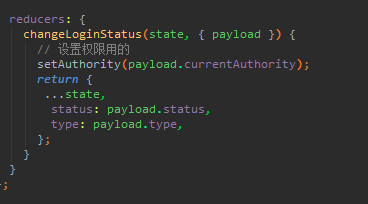 reducers: {
changeLoginStatus(state, { payload }) {
// 设置权限用的
setAuthority(payload.currentAuthority);
return {
...state,
status: payload.status,
type: payload.type,
};
}
}
};